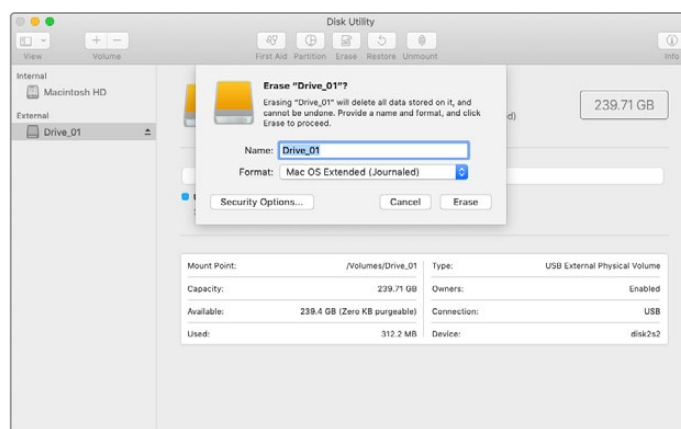 Disk Utility
View
Volume
First Aid
Partition
Erase
Restore
Unmount
Info
Internal
Macintosh HD
External
Drive_01
Erase “Drive_01”?
Erasing “Drive_01” will delete all data stored on it, and
cannot be undone. Provide a name and format, and click
Erase to proceed.
Name: Drive_01
Format: Mac OS Extended (Journaled)
Security Options...
Cancel
Erase
d)
239.71 GB
Mount Point: /Volumes/Drive_01
Type: USB External Physical Volume
Capacity: 239.71 GB
Owners: Enabled
Available: 239.4 GB (Zero KB purgeable)
Connection: USB
Used: 312.2 MB
Device: disk2s2